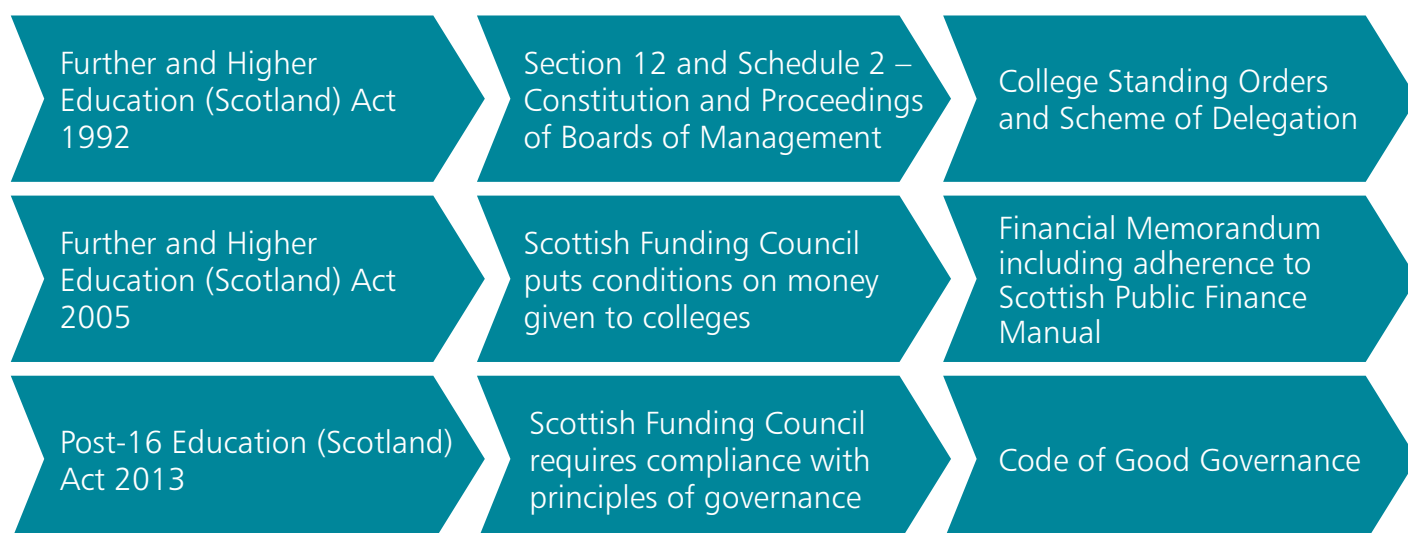 Further and Higher
Education (Scotland) Act
1992
Section 12 and Schedule 2 –
Constitution and Proceedings
of Boards of Management
College Standing Orders
and Scheme of Delegation
Further and Higher
Education (Scotland) Act
2005
Scottish Funding Council
puts conditions on money
given to colleges
Financial Memorandum
including adherence to
Scottish Public Finance
Manual
Post-16 Education (Scotland)
Act 2013
Scottish Funding Council
requires compliance with
principles of governance
Code of Good Governance